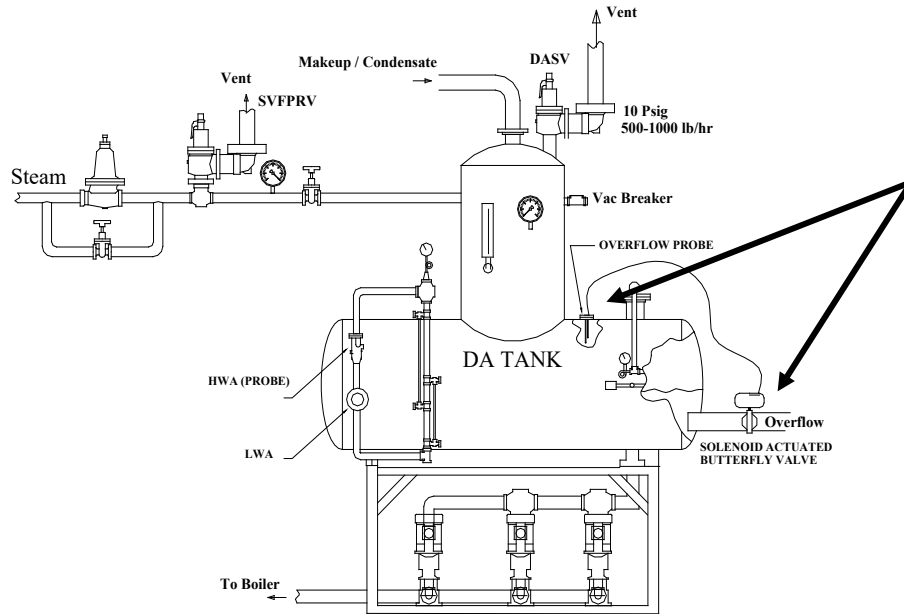 Vent
Makeup / Condensate
DASV
Vent
SVFPRV
10 Psig
500-1000 lb/hr
Steam
Vac Breaker
OVERFLOW PROBE
DA TANK
HWA (PROBE)
LWA
Overflow
SOLENOID ACTUATED
BUTTERFLY VALVE
To Boiler